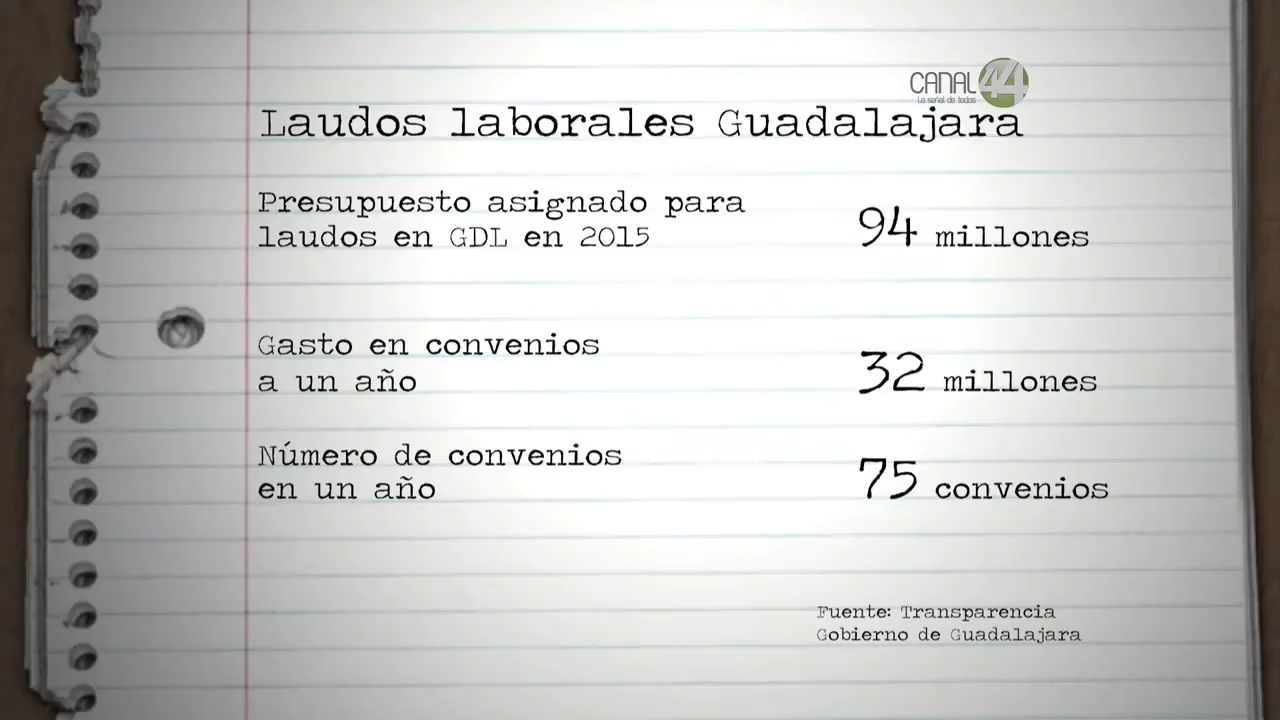 CANAL 44
La señal de todos
Laudos laborales Guadalajara
Presupuesto asignado para
laudos en GDL en 2015
94 millones
Gasto en convenios
a un año
32 millones
Número de convenios
en un año
75 convenios
Fuente: Transparencia
Gobierno de Guadalajara